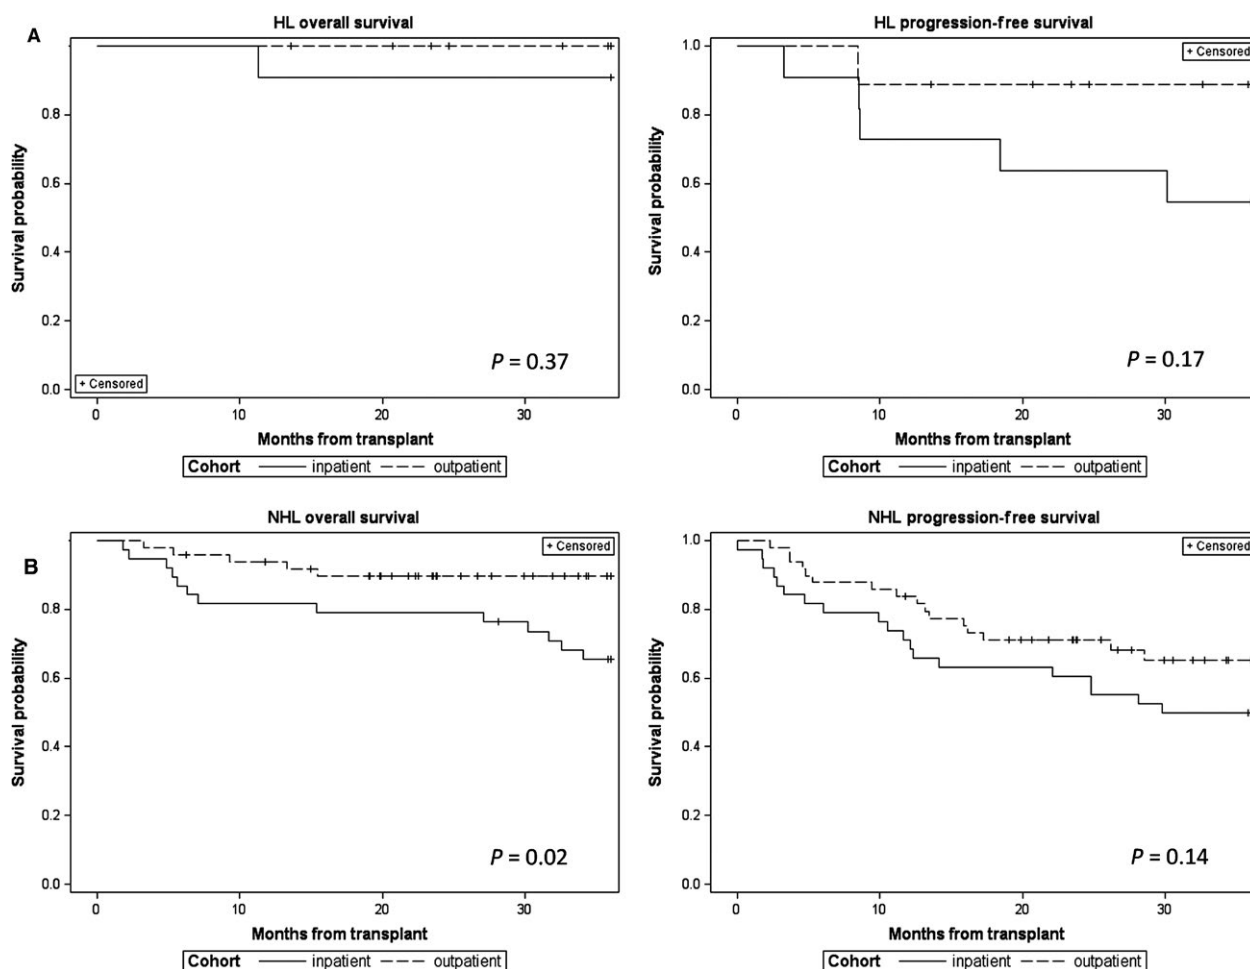 A
HL overall survival
Survival probability
0.8
0.6
0.4
0.2
0.0
+ Censored
P = 0.37
0 10 20 30
Months from transplant
Cohort inpatient outpatient
HL progression-free survival
+ Censored
Survival probability
1.0
0.8
0.6
0.4
0.2
0.0
P = 0.17
0 10 20 30
Months from transplant
Cohort inpatient outpatient
B
NHL overall survival
+ Censored
Survival probability
1.0
0.8
0.6
0.4
0.2
0.0
P = 0.02
0 10 20 30
Months from transplant
Cohort inpatient outpatient
NHL progression-free survival
+ Censored
Survival probability
1.0
0.8
0.6
0.4
0.2
0.0
P = 0.14
0 10 20 30
Months from transplant
Cohort inpatient outpatient